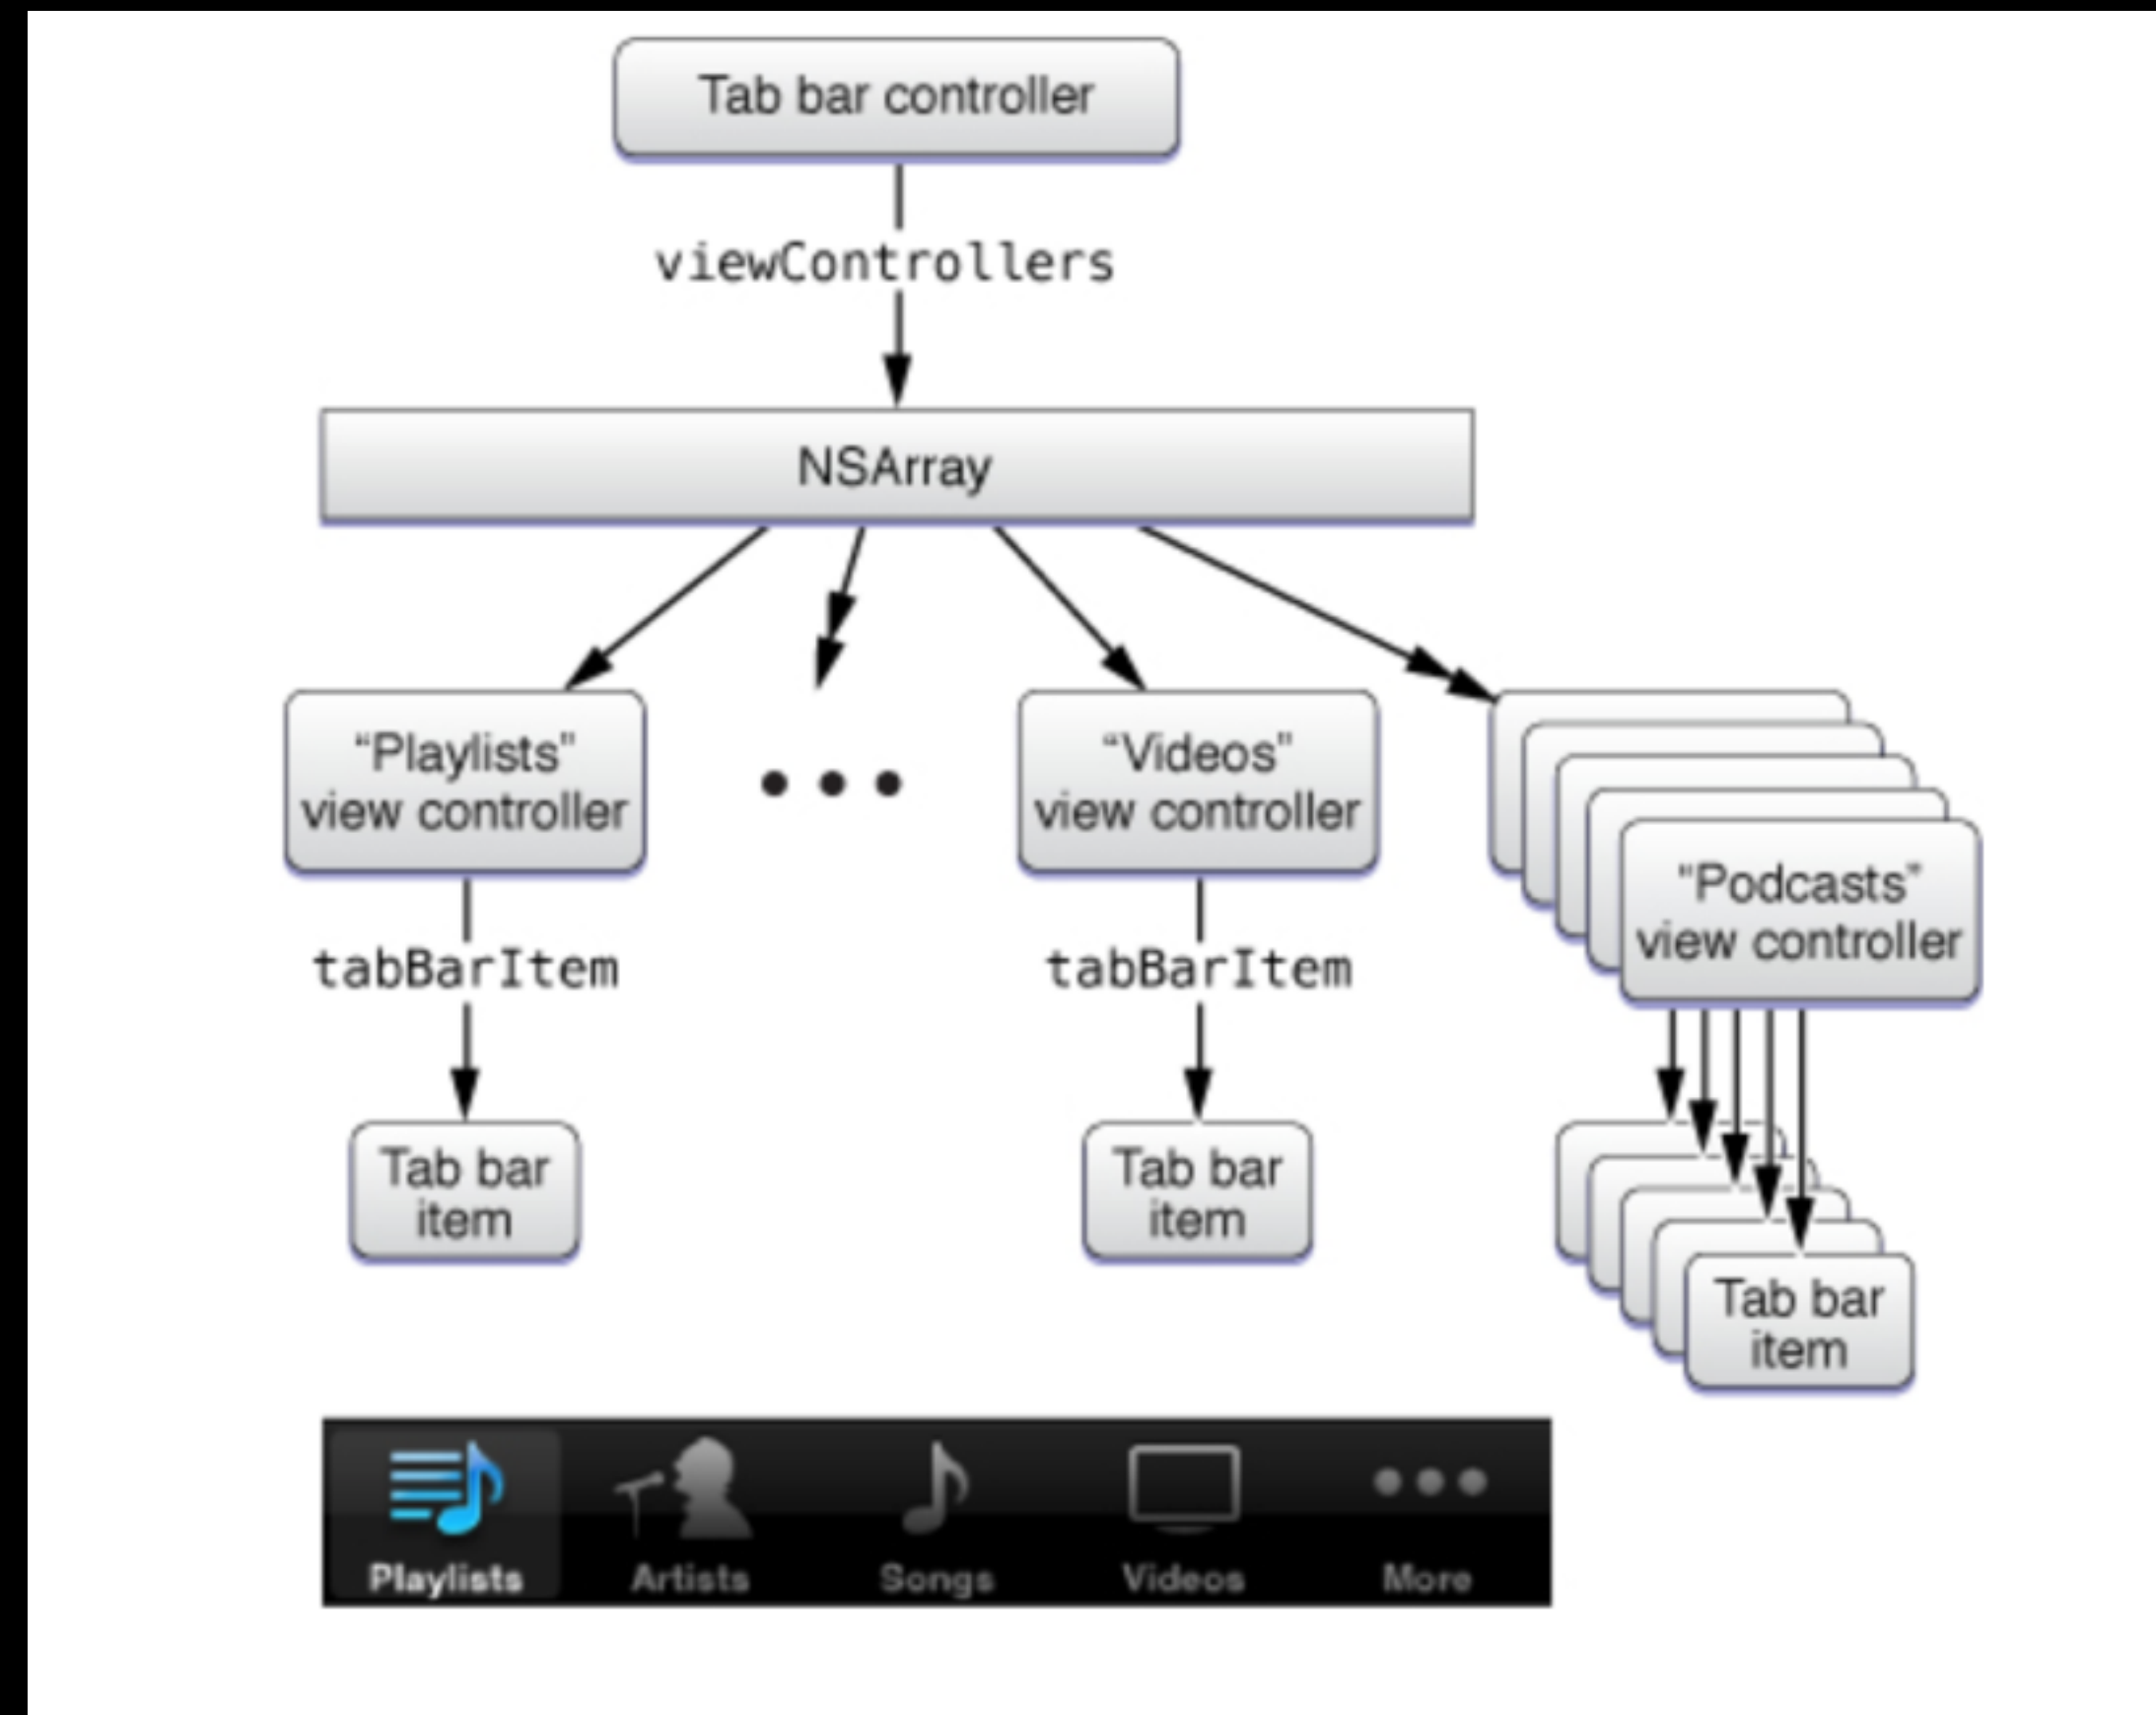 Tab bar controller
viewControllers
NSArray
“Playlists”
view controller
“Videos”
view controller
"Podcasts"
view controller
tabBarItem
tabBarItem
Tab bar
item
Tab bar
item
Tab bar
item
Playlists
Artists
Songs
Videos
More